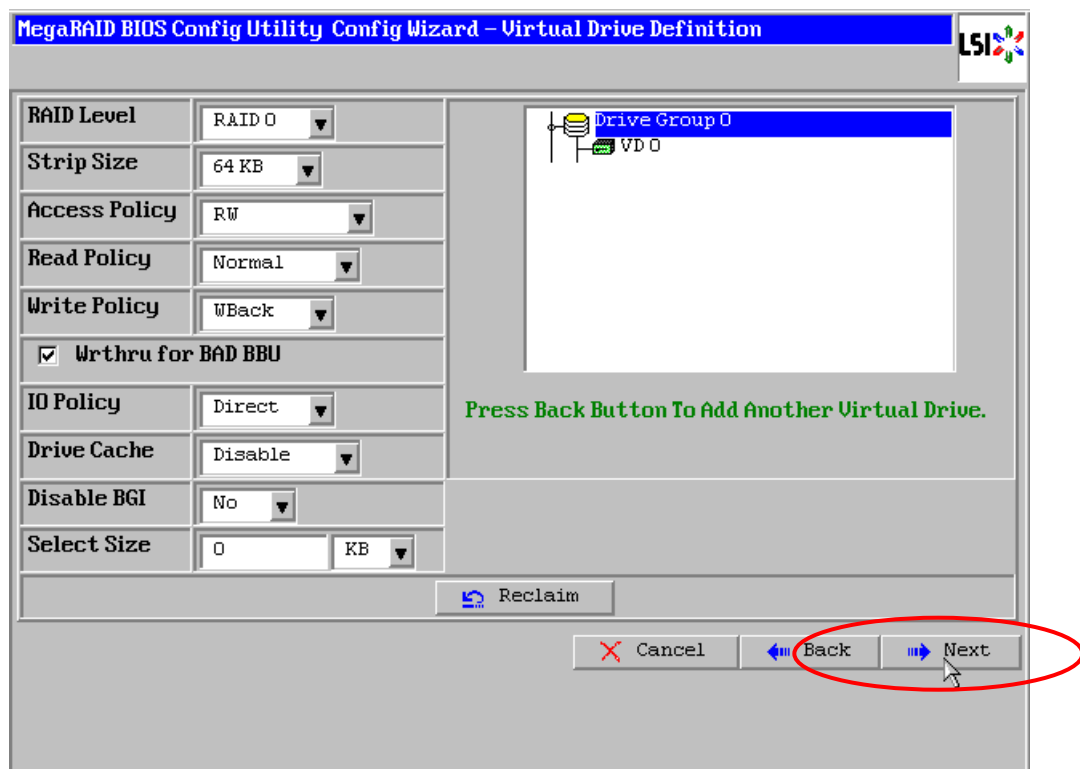 MegaRAID BIOS Config Utility Config Wizard – Virtual Drive Definition
LSI
RAID Level
RAID 0
Strip Size
64 KB
Access Policy
RW
Read Policy
Normal
Write Policy
WBack
Wrthru for BAD BBU
IO Policy
Direct
Drive Cache
Disable
Disable BGI
No
Select Size
0 KB
Drive Group 0
VD 0
Press Back Button To Add Another Virtual Drive.
Reclaim
Cancel Back Next